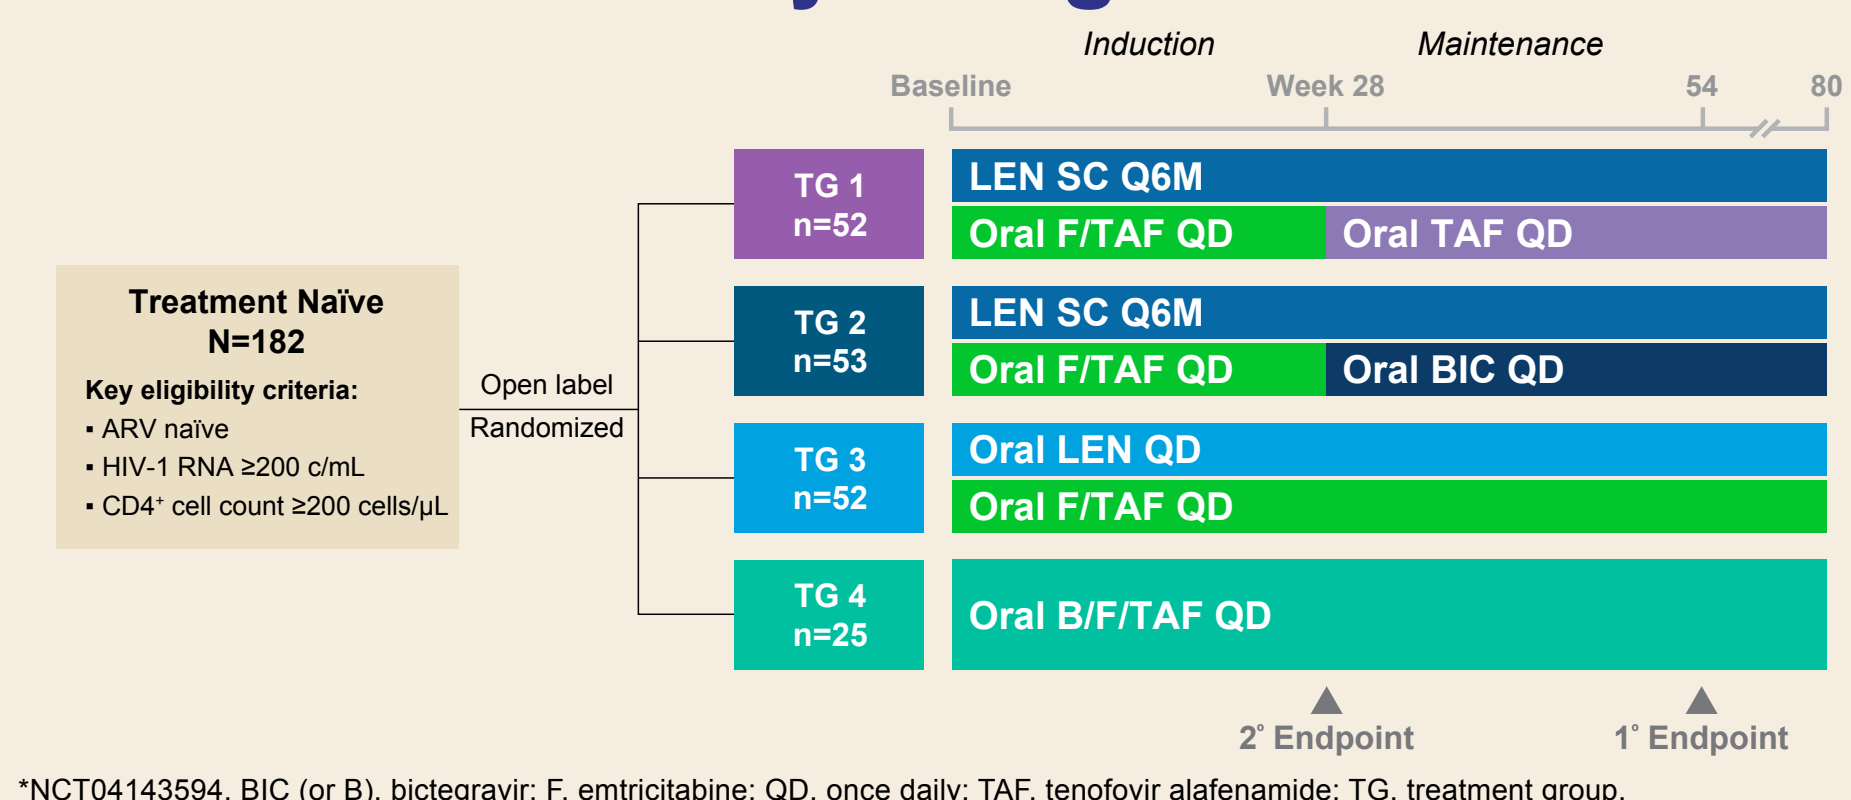 Induction Maintenance
Baseline Week 28 54 80
Treatment Naïve
N=182
Key eligibility criteria:
▪ ARV naïve
▪ HIV-1 RNA ≥200 c/mL
▪ CD4⁺ cell count ≥200 cells/µL
Open label
Randomized
TG 1
n=52
LEN SC Q6M
Oral F/TAF QD Oral TAF QD
TG 2
n=53
LEN SC Q6M
Oral F/TAF QD Oral BIC QD
TG 3
n=52
Oral LEN QD
Oral F/TAF QD
TG 4
n=25
Oral B/F/TAF QD
2° Endpoint 1° Endpoint
*NCT04143594. BIC (or B), bictegravir; F, emtricitabine; QD, once daily; TAF, tenofovir alafenamide; TG, treatment group.